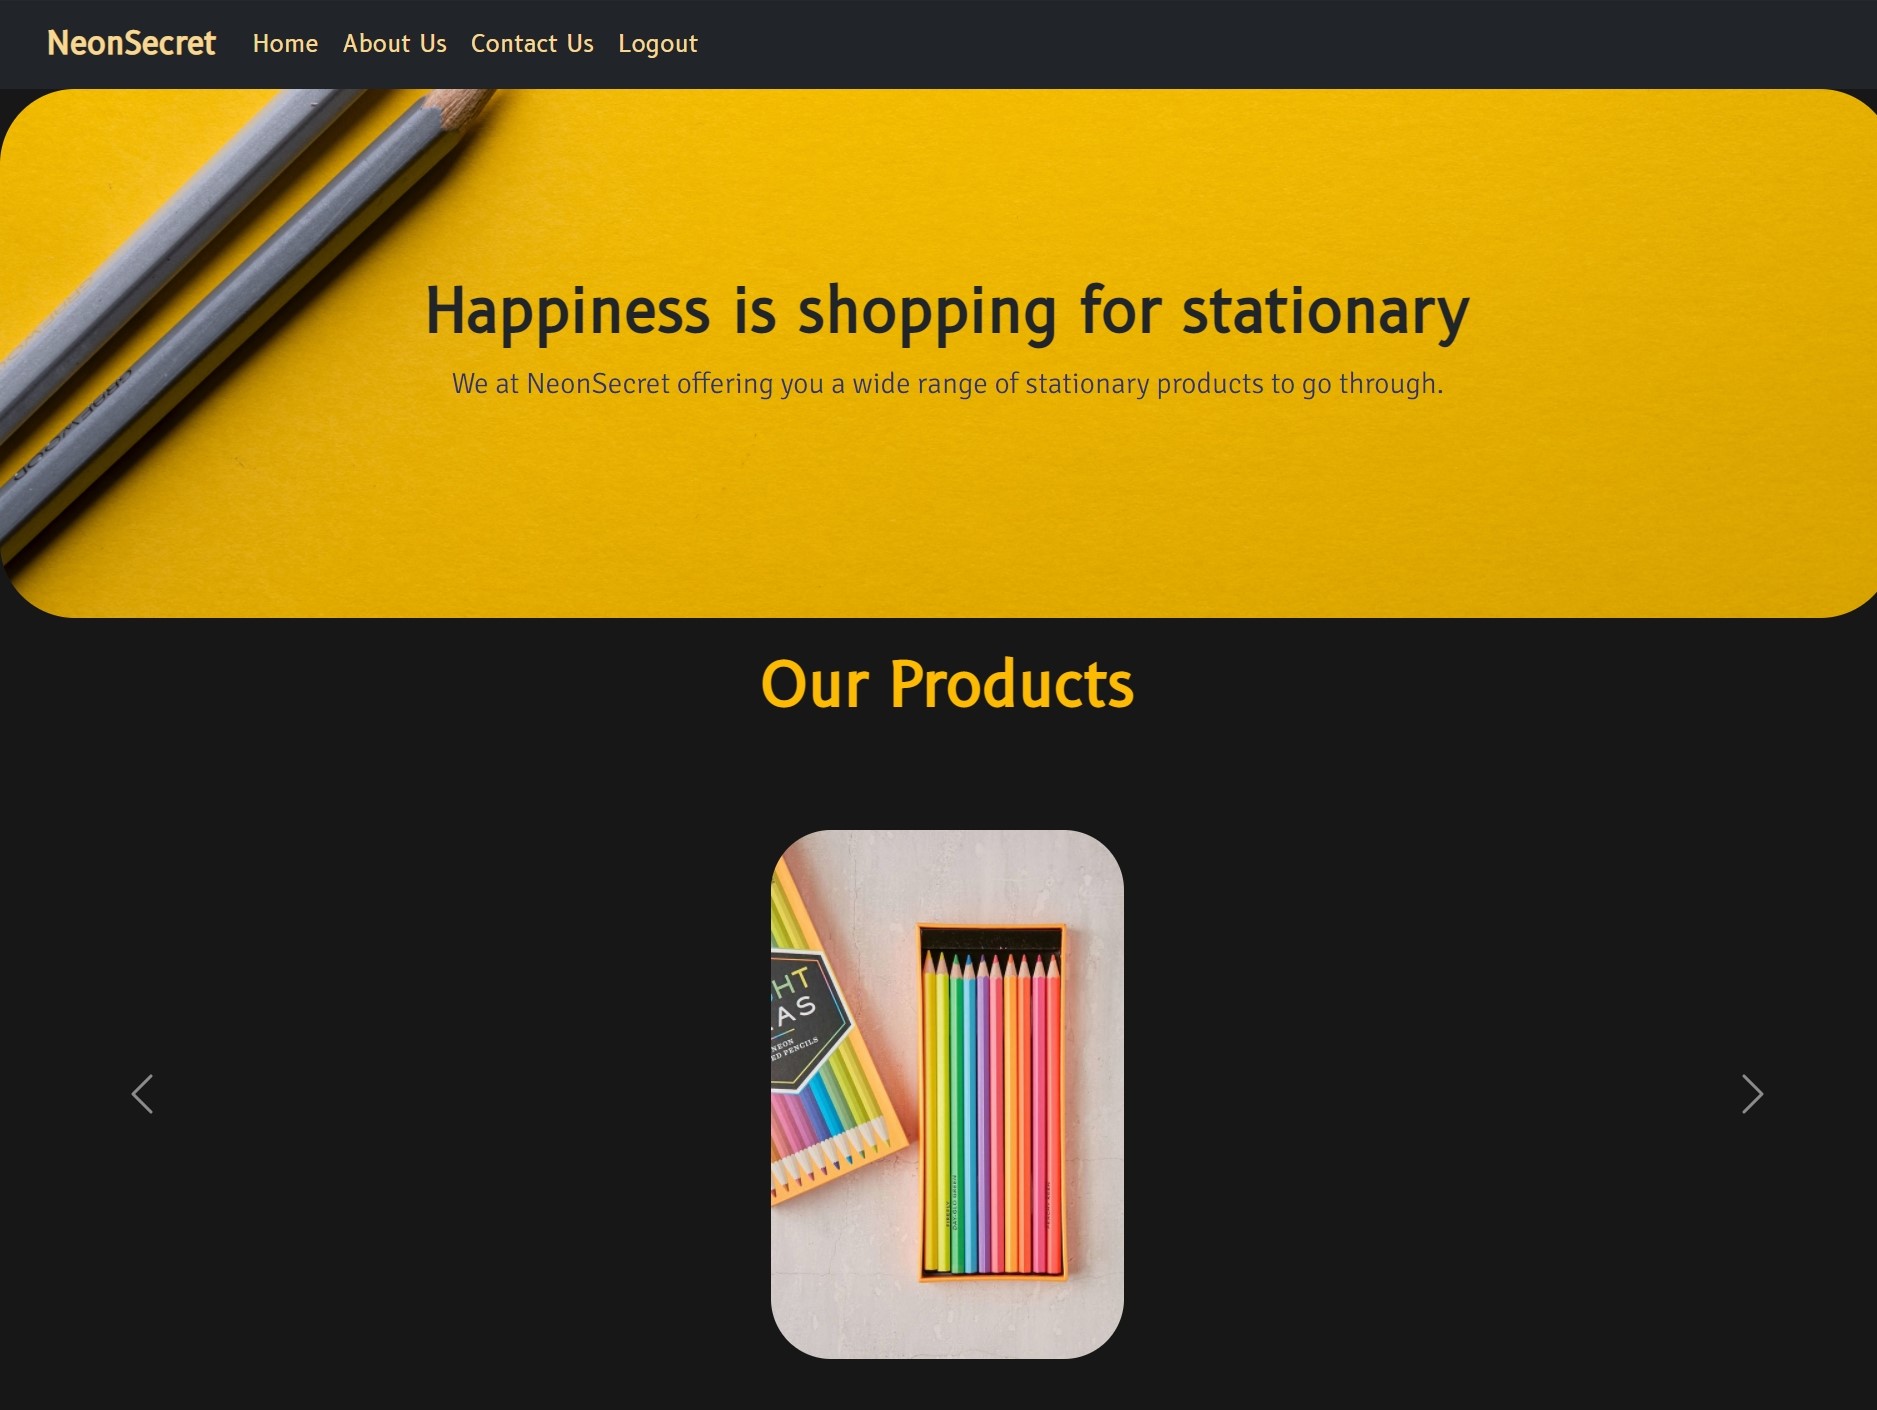 NeonSecret Home About Us Contact Us Logout
Happiness is shopping for stationary
We at NeonSecret offering you a wide range of stationary products to go through.
Our Products
HT
AS
NEON
ED PENCILS